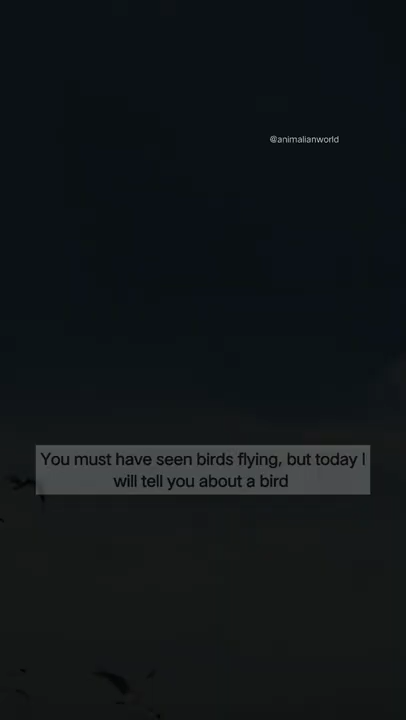 @animalianworld
You must have seen birds flying, but today I
will tell you about a bird